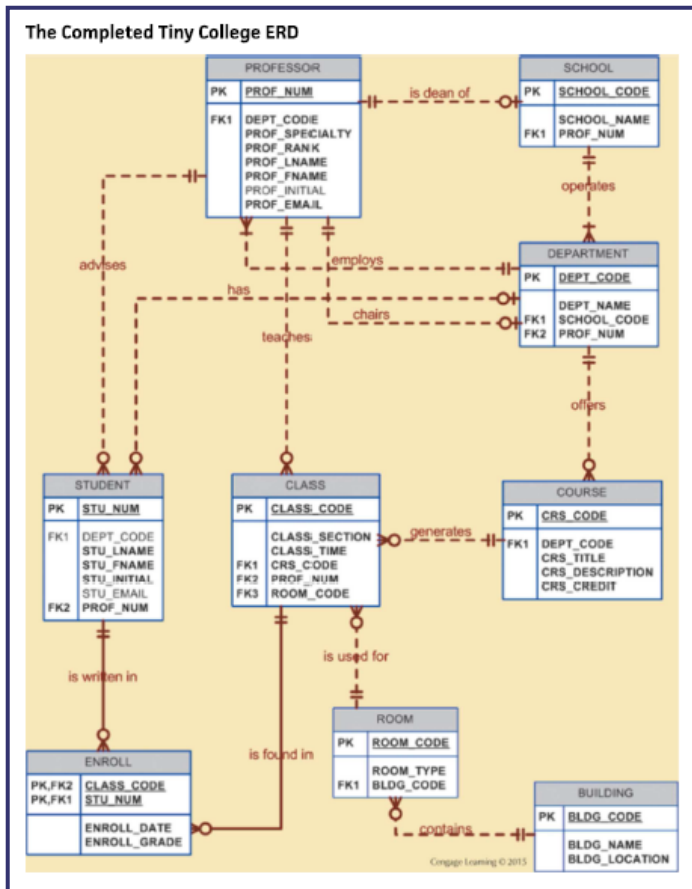 The Completed Tiny College ERD
PROFESSOR
PK PROF_NUM
FK1 DEPT_CODE
PROF_SPECIALTY
PROF_RANK
PROF_LNAME
PROF_FNAME
PROF_INITIAL
PROF_EMAIL
is dean of
SCHOOL
PK SCHOOL_CODE
SCHOOL_NAME
FK1 PROF_NUM
operates
advises
employs
has
chairs
teaches
DEPARTMENT
PK DEPT_CODE
DEPT_NAME
FK1 SCHOOL_CODE
FK2 PROF_NUM
offers
STUDENT
PK STU_NUM
FK1 DEPT_CODE
STU_LNAME
STU_FNAME
STU_INITIAL
STU_EMAIL
FK2 PROF_NUM
CLASS
PK CLASS_CODE
CLASS_SECTION
CLASS_TIME
FK1 CRS_CODE
FK2 PROF_NUM
FK3 ROOM_CODE
generates
COURSE
PK CRS_CODE
FK1 DEPT_CODE
CRS_TITLE
CRS_DESCRIPTION
CRS_CREDIT
is written in
is used for
is found in
ROOM
PK ROOM_CODE
ROOM_TYPE
FK1 BLDG_CODE
ENROLL
PK,FK2 CLASS_CODE
PK,FK1 STU_NUM
ENROLL_DATE
ENROLL_GRADE
contains
BUILDING
PK BLDG_CODE
BLDG_NAME
BLDG_LOCATION
Cengage Learning © 2015